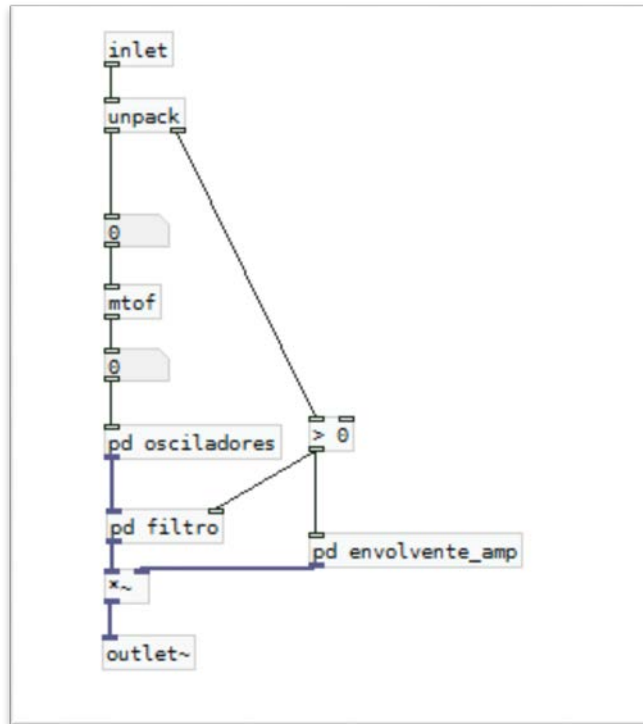 inlet
unpack
0
mtof
0
> 0
pd osciladores
pd filtro
pd envolvente_amp
*~
outlet~